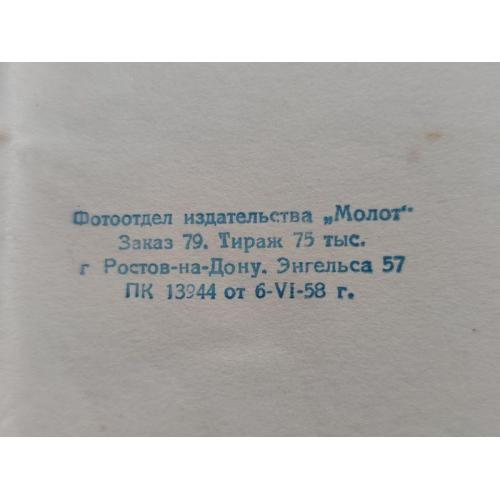 Фотоотдел издательства „Молот“
Заказ 79. Тираж 75 тыс.
г Ростов-на-Дону. Энгельса 57
ПК 13944 от 6-VI-58 г.